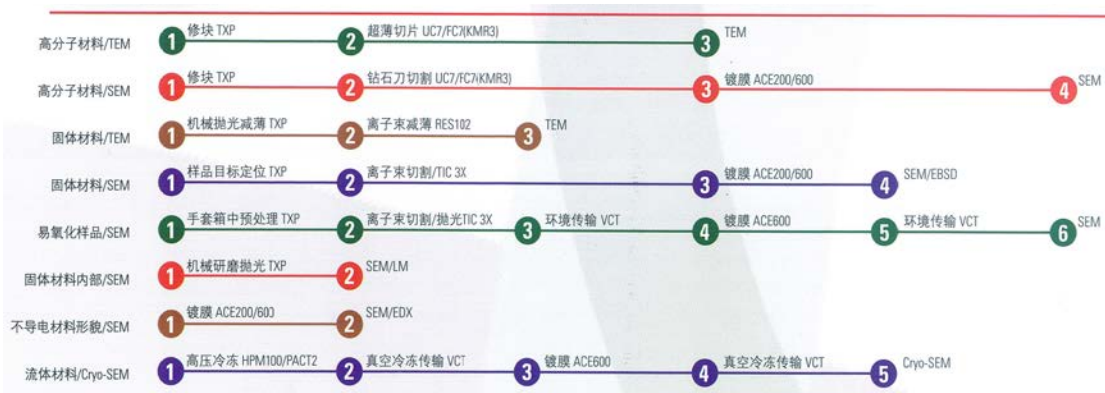 高分子材料/TEM 1 修块 TXP 2 超薄切片 UC7/FC7(KMR3) 3 TEM
高分子材料/SEM 1 修块 TXP 2 钻石刀切割 UC7/FC7(KMR3) 3 镀膜 ACE200/600 4 SEM
固体材料/TEM 1 机械抛光减薄 TXP 2 离子束减薄 RES102 3 TEM
固体材料/SEM 1 样品目标定位 TXP 2 离子束切割/TIC 3X 3 镀膜 ACE200/600 4 SEM/EBSD
易氧化样品/SEM 1 手套箱中预处理 TXP 2 离子束切割/抛光TIC 3X 3 环境传输 VCT 4 镀膜 ACE600 5 环境传输 VCT 6 SEM
固体材料内部/SEM 1 机械研磨抛光 TXP 2 SEM/LM
不导电材料形貌/SEM 1 镀膜 ACE200/600 2 SEM/EDX
流体材料/Cryo-SEM 1 高压冷冻 HPM100/PACT2 2 真空冷冻传输 VCT 3 镀膜 ACE600 4 真空冷冻传输 VCT 5 Cryo-SEM